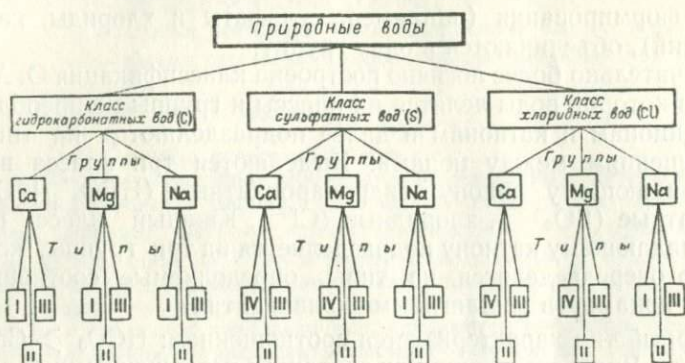 Природные воды
Класс гидрокарбонатных вод (С)
Класс сульфатных вод (S)
Класс хлоридных вод (Cl)
Группы Группы Группы
Ca Mg Na Ca Mg Na Ca Mg Na
Типы Типы Типы
I III I III I III IV III IV III I III IV III IV III I III
II II II II II II II II II